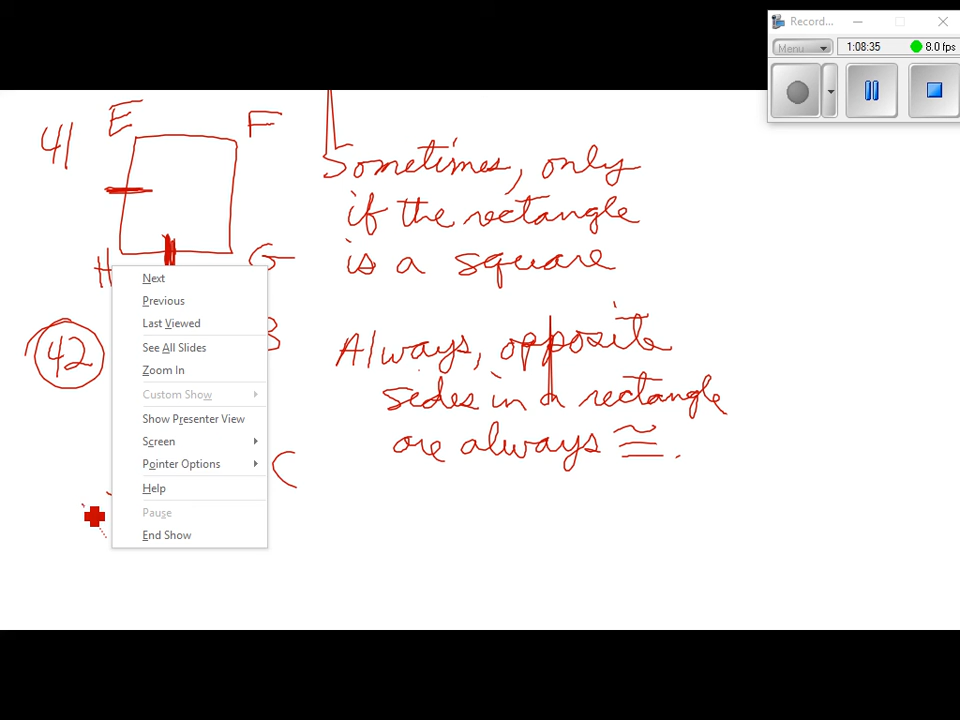 Record...
Menu
1:08:35
8.0 fps
41
E
F
H
G
Sometimes, only
if the rectangle
is a square
42
B
C
Always, opposite
sides in a rectangle
are always ≅.
Next
Previous
Last Viewed
See All Slides
Zoom In
Custom Show
Show Presenter View
Screen
Pointer Options
Help
Pause
End Show